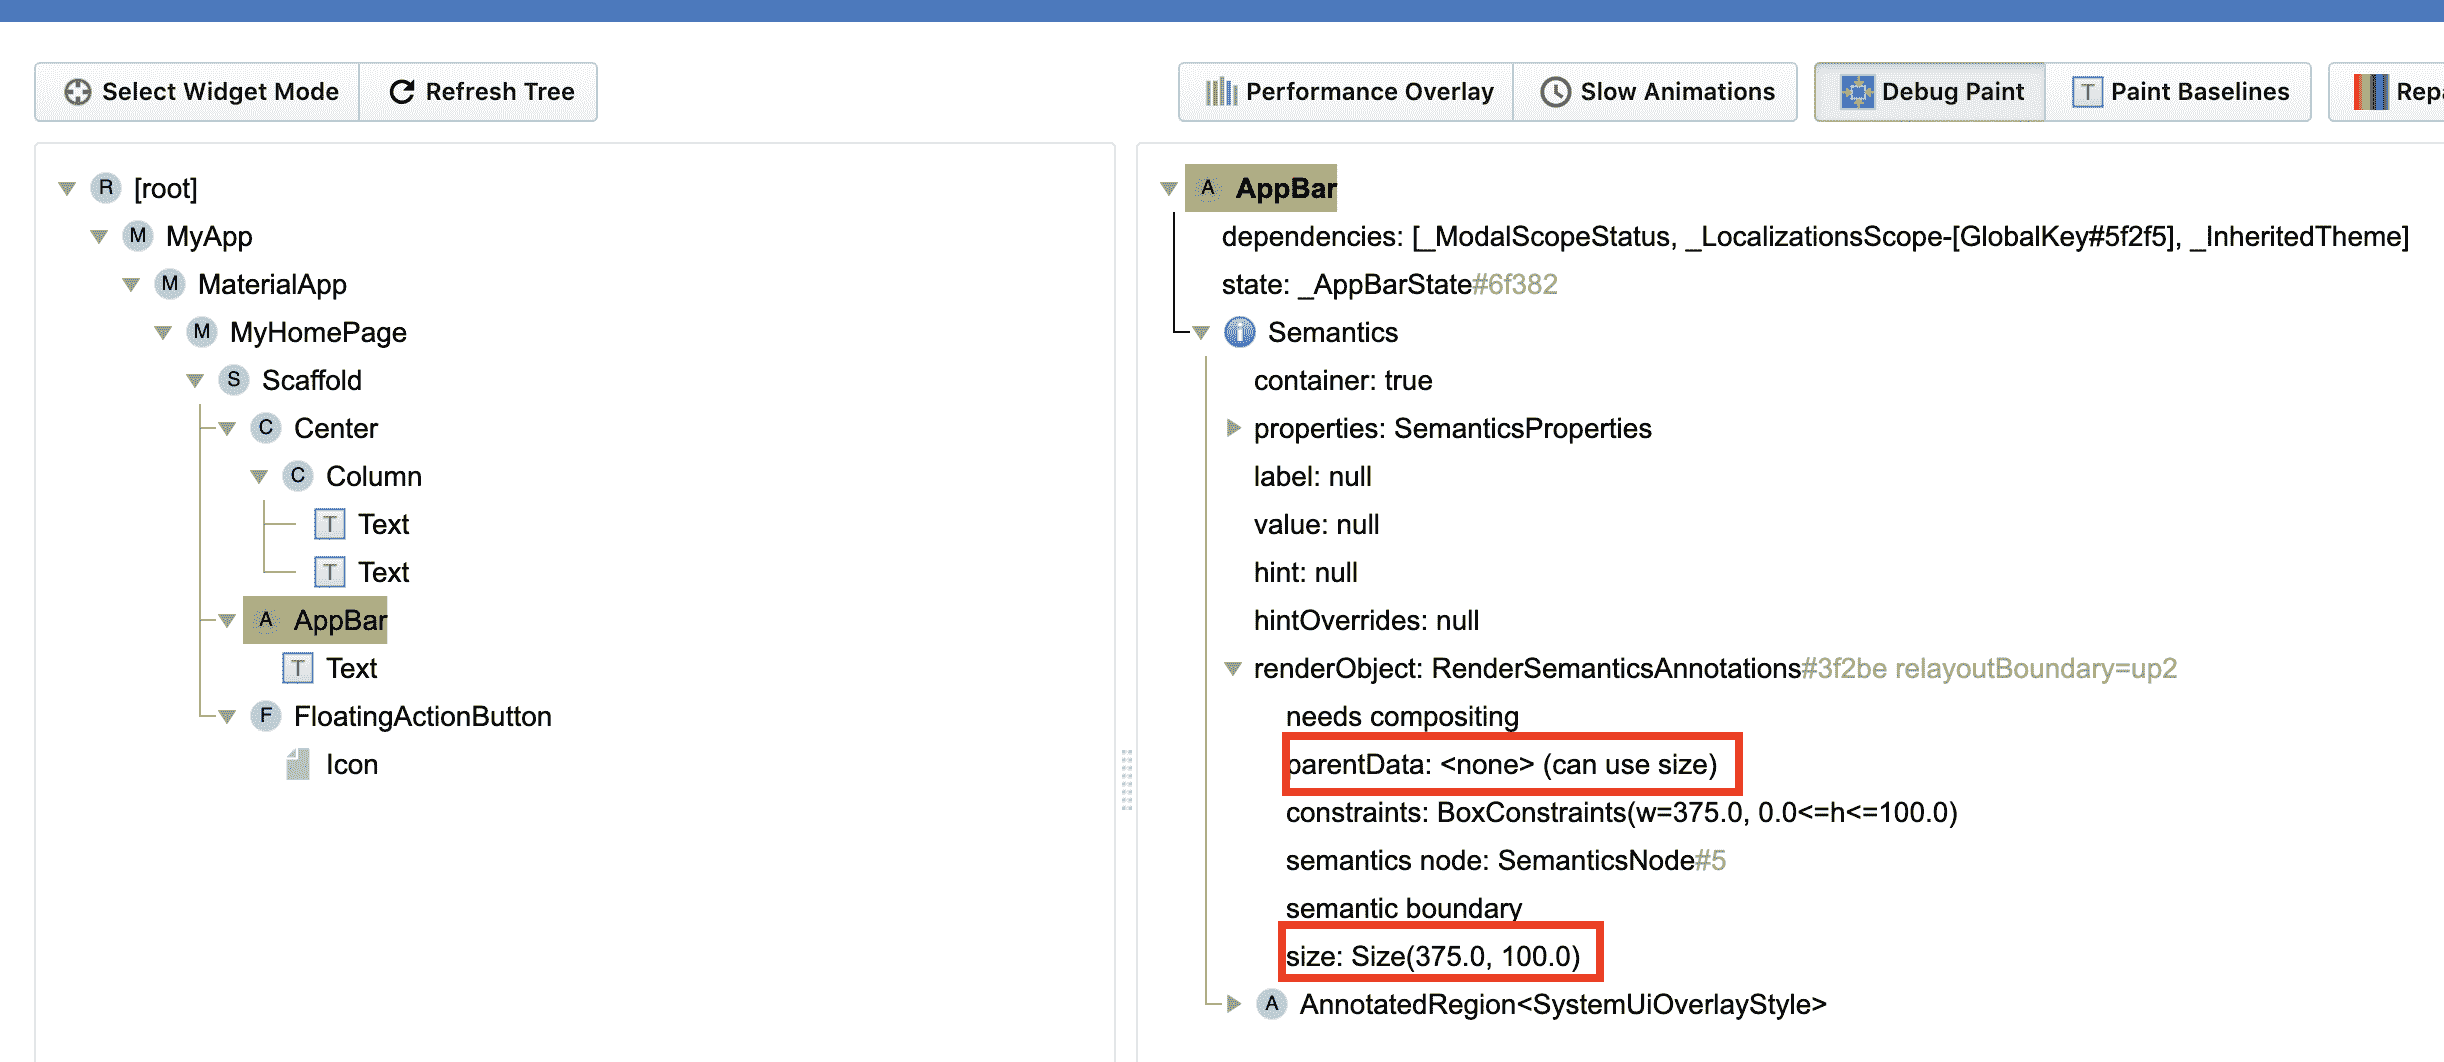 Select Widget Mode
Refresh Tree
Performance Overlay
Slow Animations
Debug Paint
T Paint Baselines
R [root]
M MyApp
M MaterialApp
M MyHomePage
S Scaffold
C Center
C Column
T Text
T Text
A AppBar
T Text
F FloatingActionButton
Icon
A AppBar
dependencies: [_ModalScopeStatus, _LocalizationsScope-[GlobalKey#5f2f5], _InheritedTheme]
state: _AppBarState#6f382
Semantics
container: true
properties: SemanticsProperties
label: null
value: null
hint: null
hintOverrides: null
renderObject: RenderSemanticsAnnotations#3f2be relayoutBoundary=up2
needs compositing
parentData: <none> (can use size)
constraints: BoxConstraints(w=375.0, 0.0<=h<=100.0)
semantics node: SemanticsNode#5
semantic boundary
size: Size(375.0, 100.0)
A AnnotatedRegion<SystemUiOverlayStyle>